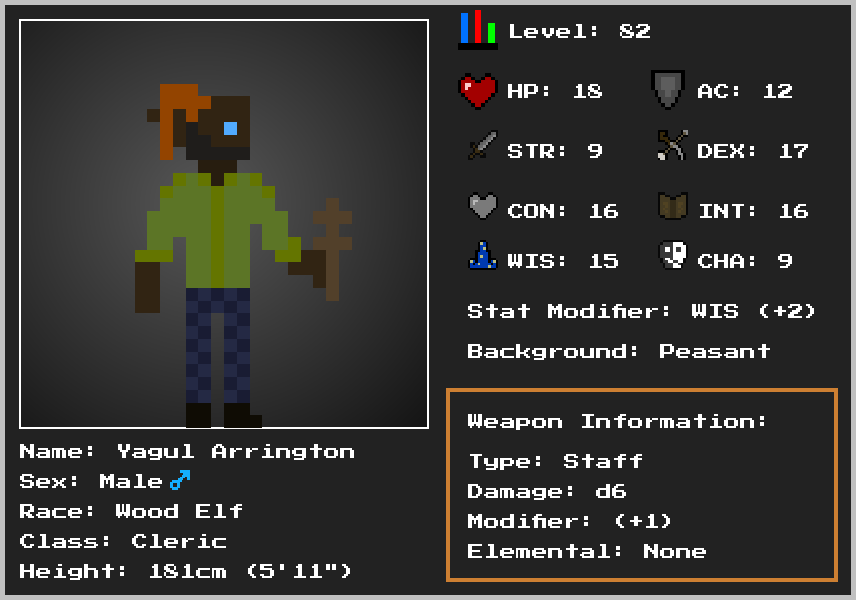 Level: 82
HP: 18
AC: 12
STR: 9
DEX: 17
CON: 16
INT: 16
WIS: 15
CHA: 9
Stat Modifier: WIS (+2)
Background: Peasant
Weapon Information:
Type: Staff
Damage: d6
Modifier: (+1)
Elemental: None
Name: Yagul Arrington
Sex: Male ♂
Race: Wood Elf
Class: Cleric
Height: 181cm (5'11")